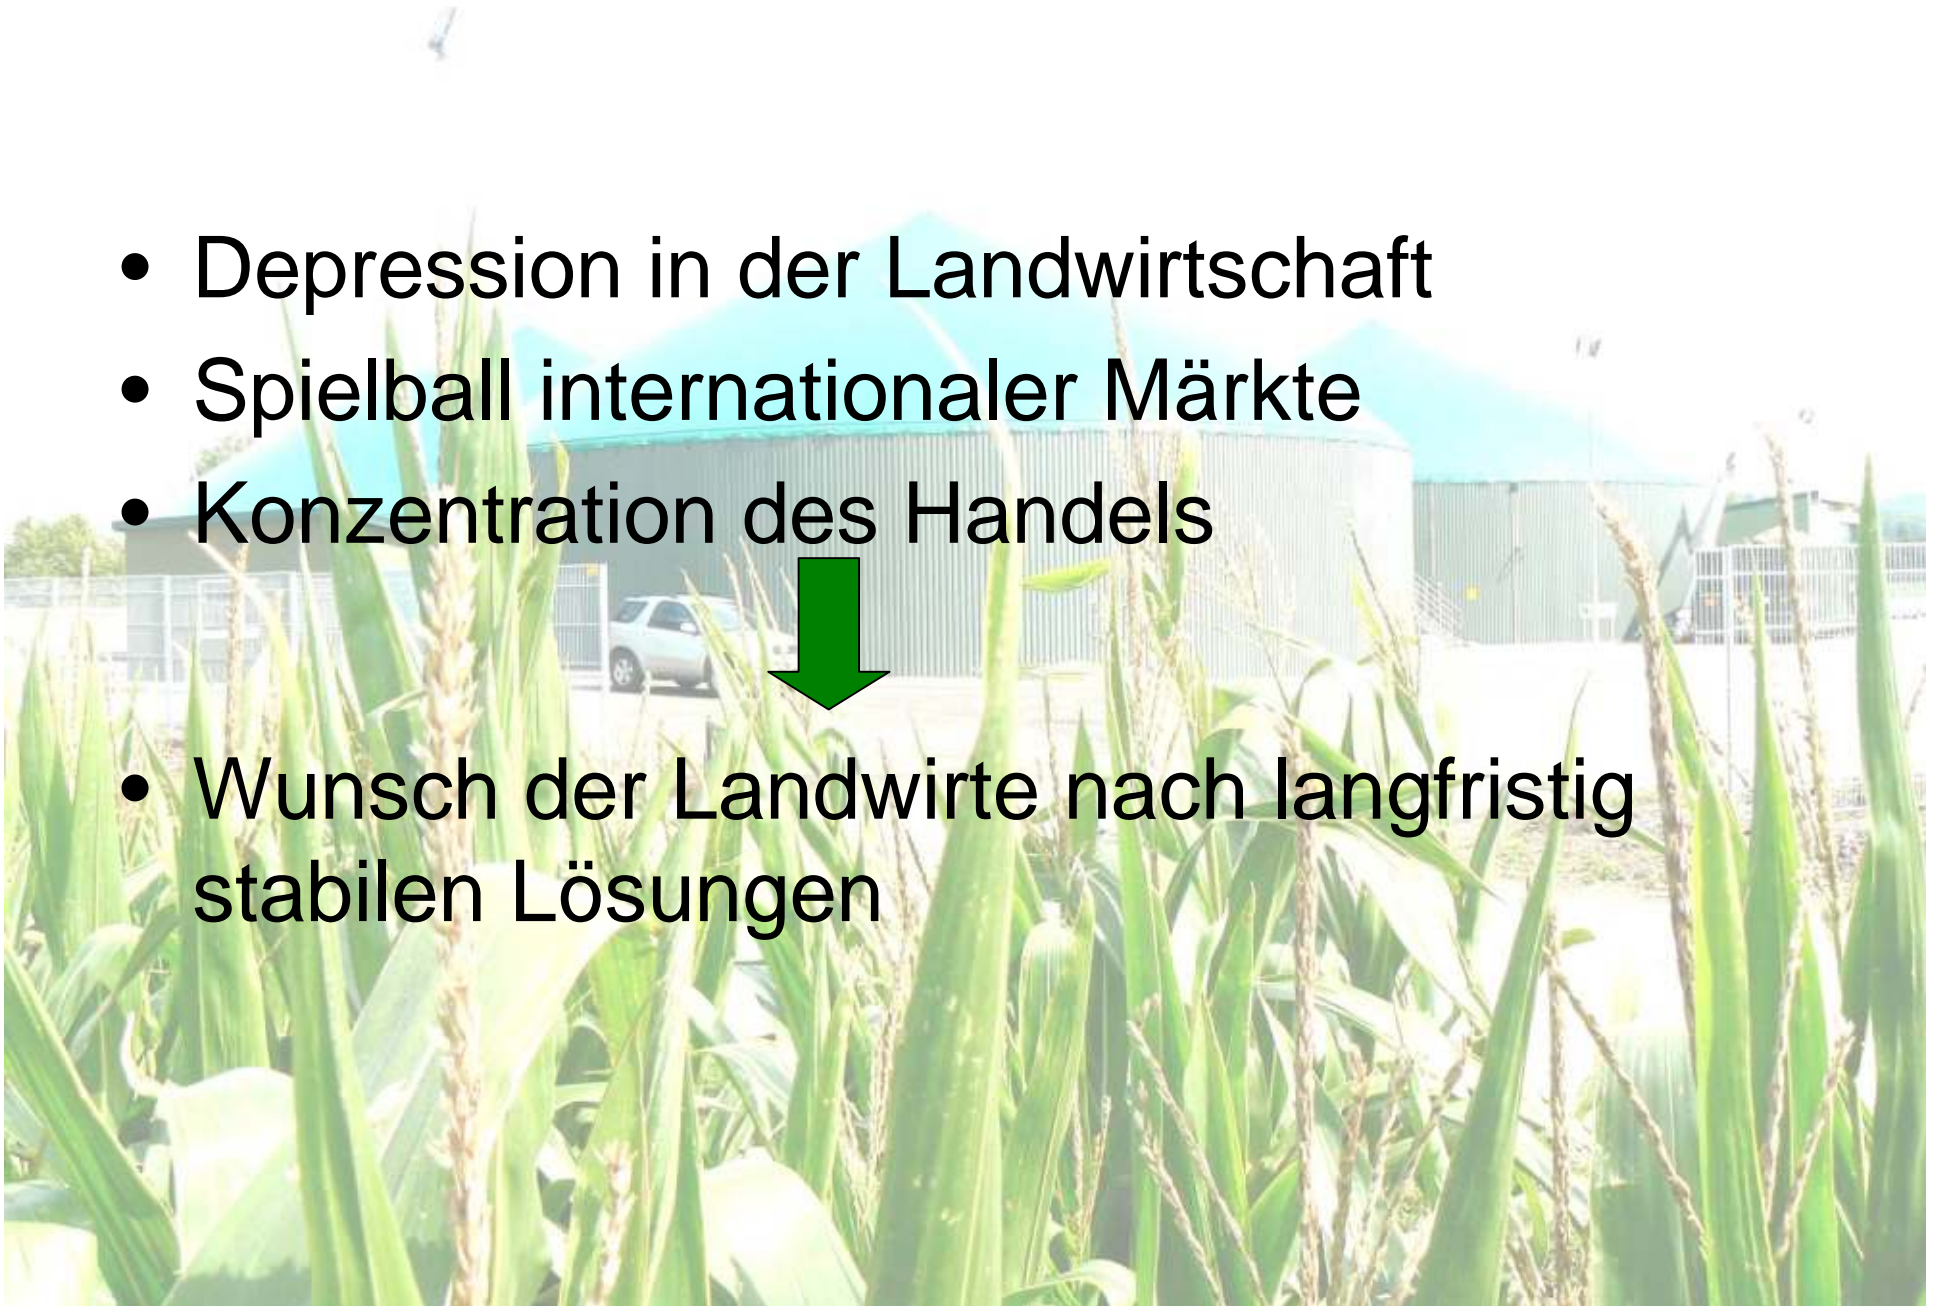 • Depression in der Landwirtschaft
• Spielball internationaler Märkte
• Konzentration des Handels
• Wunsch der Landwirte nach langfristig
stabilen Lösungen